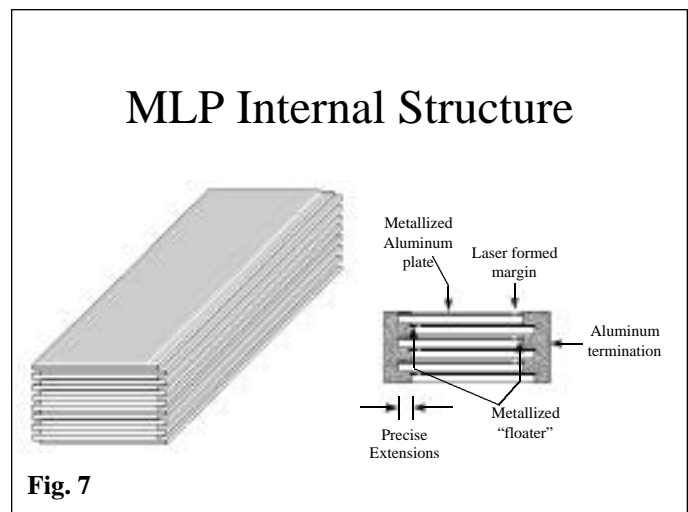 MLP Internal Structure
Metallized
Aluminum
plate
Laser formed
margin
Aluminum
termination
Metallized
“floater”
Precise
Extensions
Fig. 7